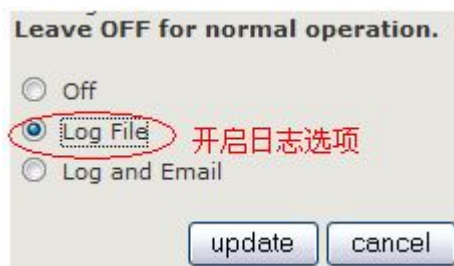 Leave OFF for normal operation.
Off
Log File 开启日志选项
Log and Email
update cancel